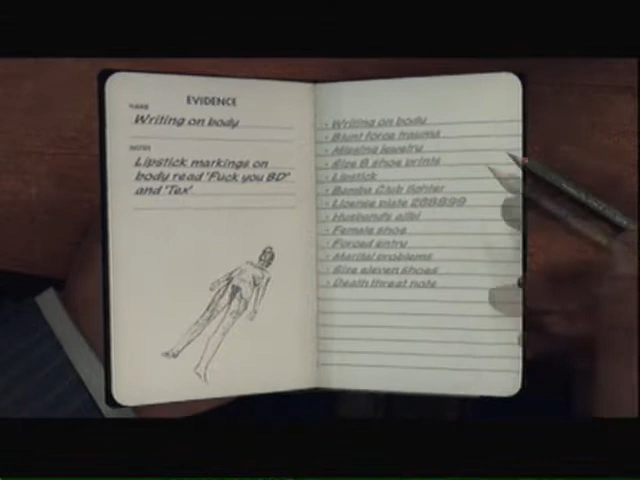 EVIDENCE
NAME
Writing on body
NOTES
Lipstick markings on
body read 'Fuck you BD'
and 'Tex'
- Writing on body
- Blunt force trauma
- Missing jewelry
- Size 8 shoe prints
- Lipstick
- Bamba Club lighter
- License plate
- Husband's alibi
- Female shoe
- Forced entry
- Marital problems
- Size eleven shoes
- Death threat note